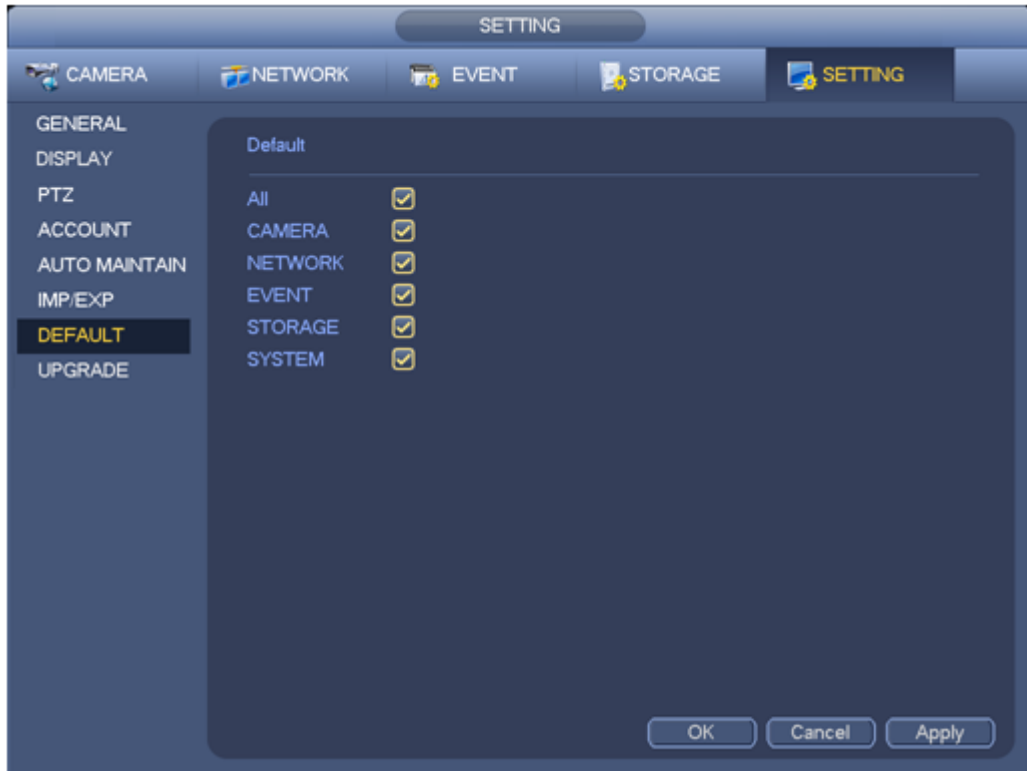 SETTING
CAMERA NETWORK EVENT STORAGE SETTING
GENERAL
DISPLAY
PTZ
ACCOUNT
AUTO MAINTAIN
IMP/EXP
DEFAULT
UPGRADE
Default
All
CAMERA
NETWORK
EVENT
STORAGE
SYSTEM
OK Cancel Apply